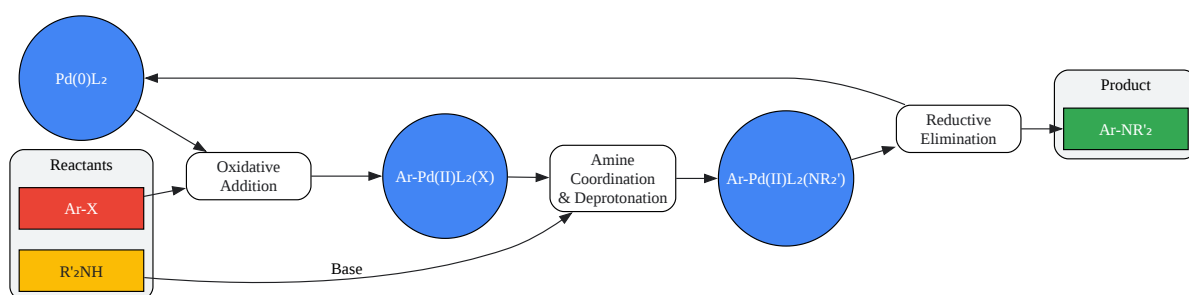 Pd(0)L₂
Reactants
Ar-X
R'₂NH
Oxidative
Addition
Base
Ar-Pd(II)L₂(X)
Amine
Coordination
& Deprotonation
Ar-Pd(II)L₂(NR₂')
Reductive
Elimination
Product
Ar-NR'₂